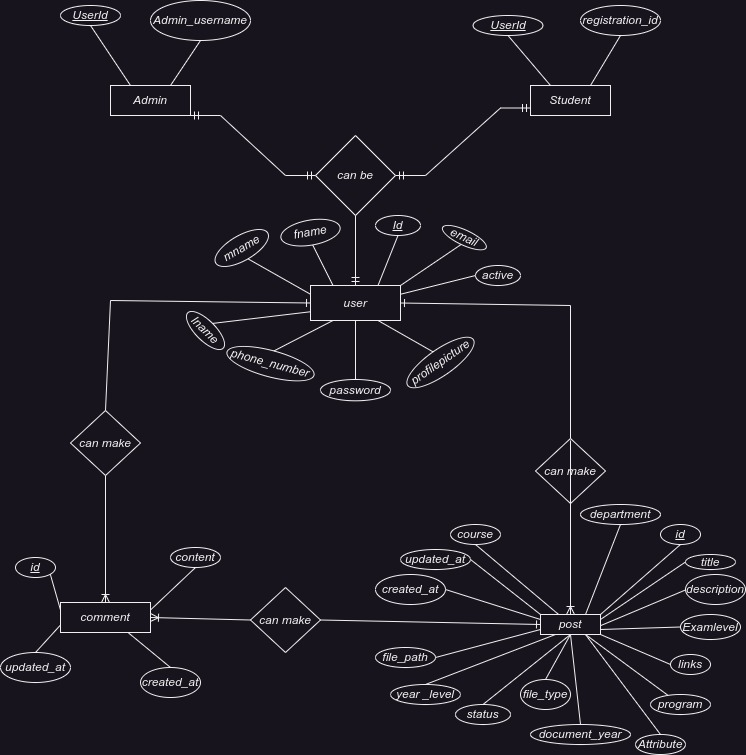 UserId
Admin_username
UserId
registration_id
Admin
Student
can be
mname
fname
Id
email
active
user
lname
phone_number
password
profilepicture
can make
can make
department
course
id
updated_at
title
created_at
description
id
content
comment
can make
post
Examlevel
updated_at
created_at
file_path
links
year _level
file_type
program
status
document_year
Attribute